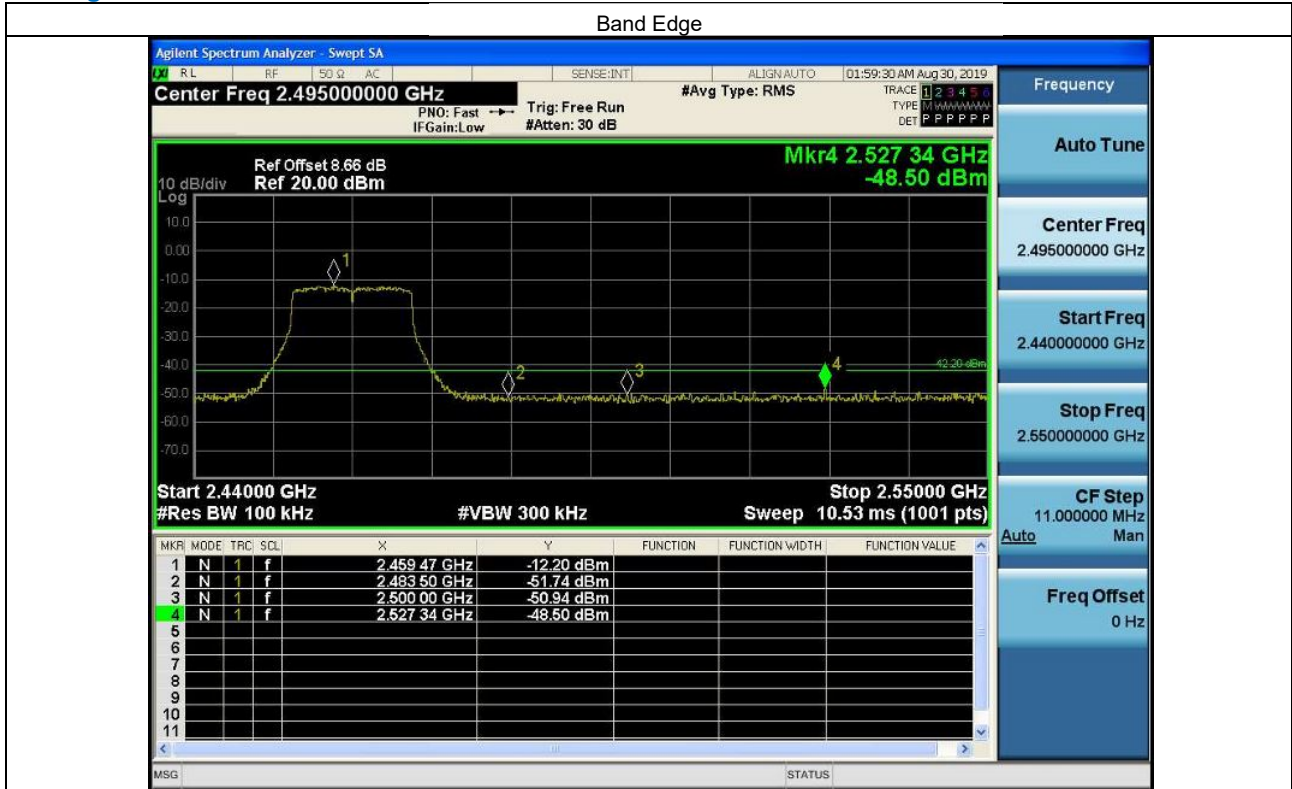 Band Edge
Agilent Spectrum Analyzer - Swept SA
LXI RL RF 50 Ω AC SENSE:INT ALIGN AUTO 01:59:30 AM Aug 30, 2019
Center Freq 2.495000000 GHz #Avg Type: RMS TRACE 1 2 3 4 5 6
PNO: Fast Trig: Free Run TYPE M W W W W W
IFGain:Low #Atten: 30 dB DET P P P P P P
Mkr4 2.527 34 GHz
-48.50 dBm
Ref Offset 8.66 dB
10 dB/div Ref 20.00 dBm
Log
10.0
0.00
-10.0
-20.0
-30.0
-40.0
-50.0
-60.0
-70.0
1
2
3
4
-42.20 dBm
Start 2.44000 GHz Stop 2.55000 GHz
#Res BW 100 kHz #VBW 300 kHz Sweep 10.53 ms (1001 pts)
MKR MODE TRC SCL X Y FUNCTION FUNCTION WIDTH FUNCTION VALUE
1 N 1 f 2.459 47 GHz -12.20 dBm
2 N 1 f 2.483 50 GHz -51.74 dBm
3 N 1 f 2.500 00 GHz -50.94 dBm
4 N 1 f 2.527 34 GHz -48.50 dBm
5
6
7
8
9
10
11
MSG STATUS
Frequency
Auto Tune
Center Freq
2.495000000 GHz
Start Freq
2.440000000 GHz
Stop Freq
2.550000000 GHz
CF Step
11.000000 MHz
Auto Man
Freq Offset
0 Hz